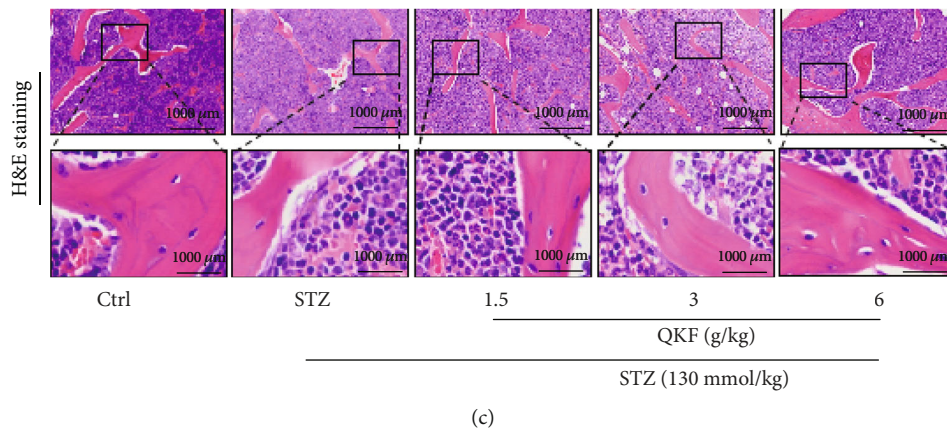 H&E staining
1000 μm 1000 μm 1000 μm 1000 μm 1000 μm
1000 μm 1000 μm 1000 μm 1000 μm 1000 μm
Ctrl STZ 1.5 3 6
QKF (g/kg)
STZ (130 mmol/kg)
(c)